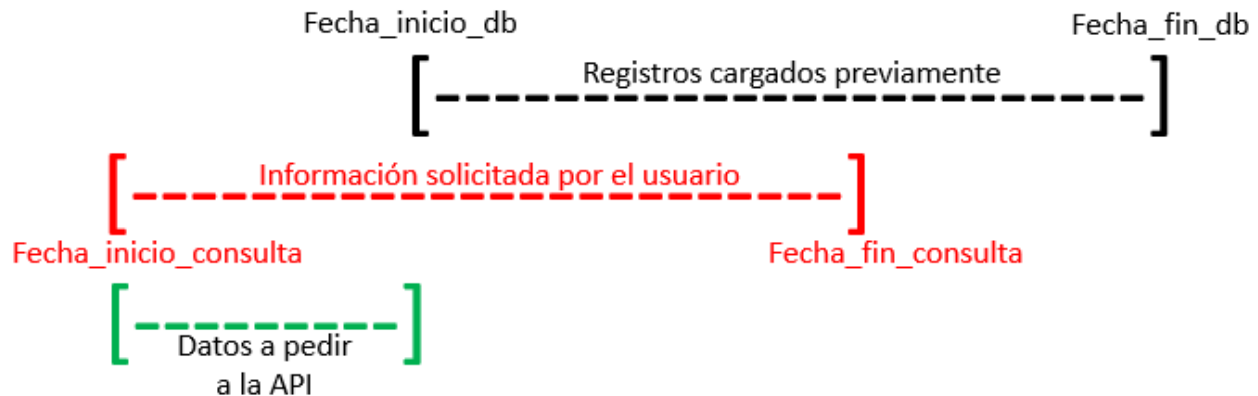 Fecha_inicio_db
Fecha_fin_db
Registros cargados previamente
Información solicitada por el usuario
Fecha_inicio_consulta
Fecha_fin_consulta
Datos a pedir
a la API